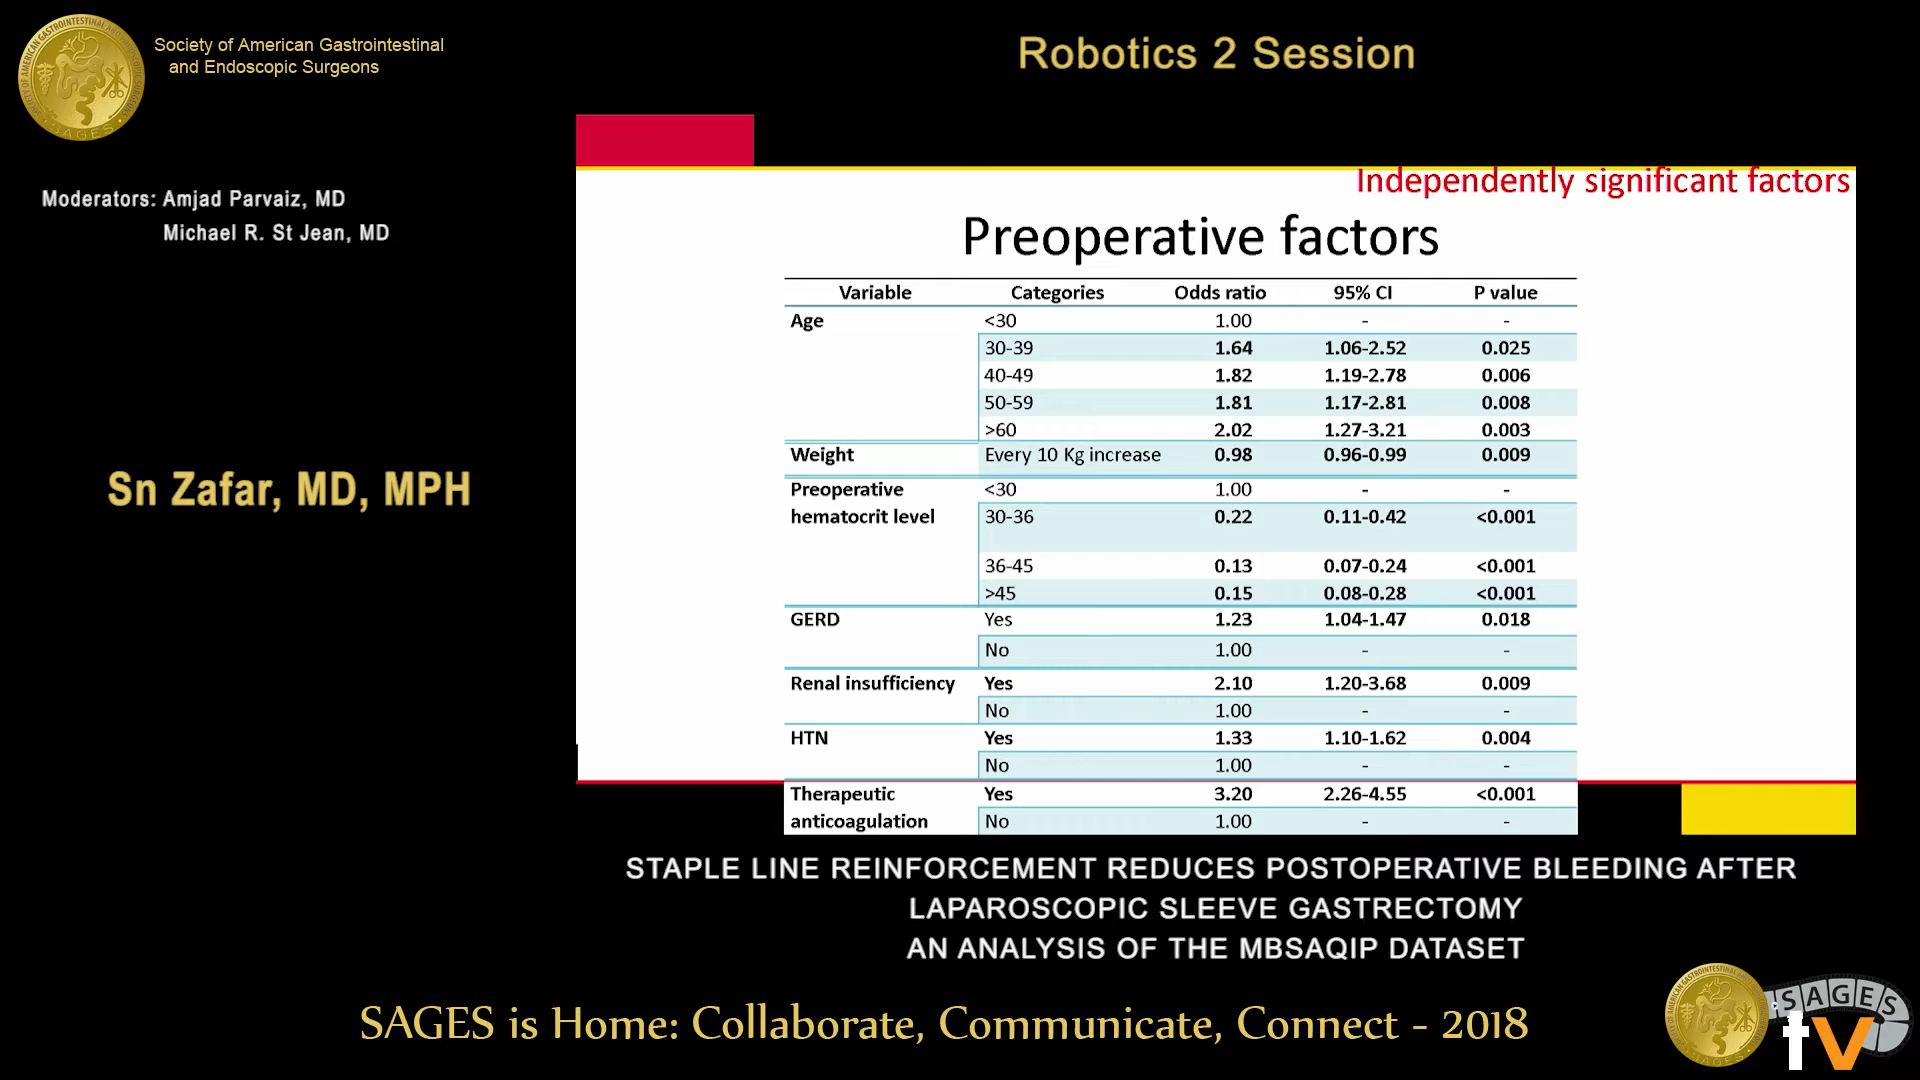 Society of American Gastrointestinal
and Endoscopic Surgeons
Robotics 2 Session
Moderators: Amjad Parvaiz, MD
Michael R. St Jean, MD
Sn Zafar, MD, MPH
Independently significant factors
Preoperative factors
Variable Categories Odds ratio 95% CI P value
Age <30 1.00 - -
30-39 1.64 1.06-2.52 0.025
40-49 1.82 1.19-2.78 0.006
50-59 1.81 1.17-2.81 0.008
>60 2.02 1.27-3.21 0.003
Weight Every 10 Kg increase 0.98 0.96-0.99 0.009
Preoperative <30 1.00 - -
hematocrit level 30-36 0.22 0.11-0.42 <0.001
36-45 0.13 0.07-0.24 <0.001
>45 0.15 0.08-0.28 <0.001
GERD Yes 1.23 1.04-1.47 0.018
No 1.00 - -
Renal insufficiency Yes 2.10 1.20-3.68 0.009
No 1.00 - -
HTN Yes 1.33 1.10-1.62 0.004
No 1.00 - -
Therapeutic Yes 3.20 2.26-4.55 <0.001
anticoagulation No 1.00 - -
STAPLE LINE REINFORCEMENT REDUCES POSTOPERATIVE BLEEDING AFTER
LAPAROSCOPIC SLEEVE GASTRECTOMY
AN ANALYSIS OF THE MBSAQIP DATASET
SAGES is Home: Collaborate, Communicate, Connect - 2018
SAGES
tv